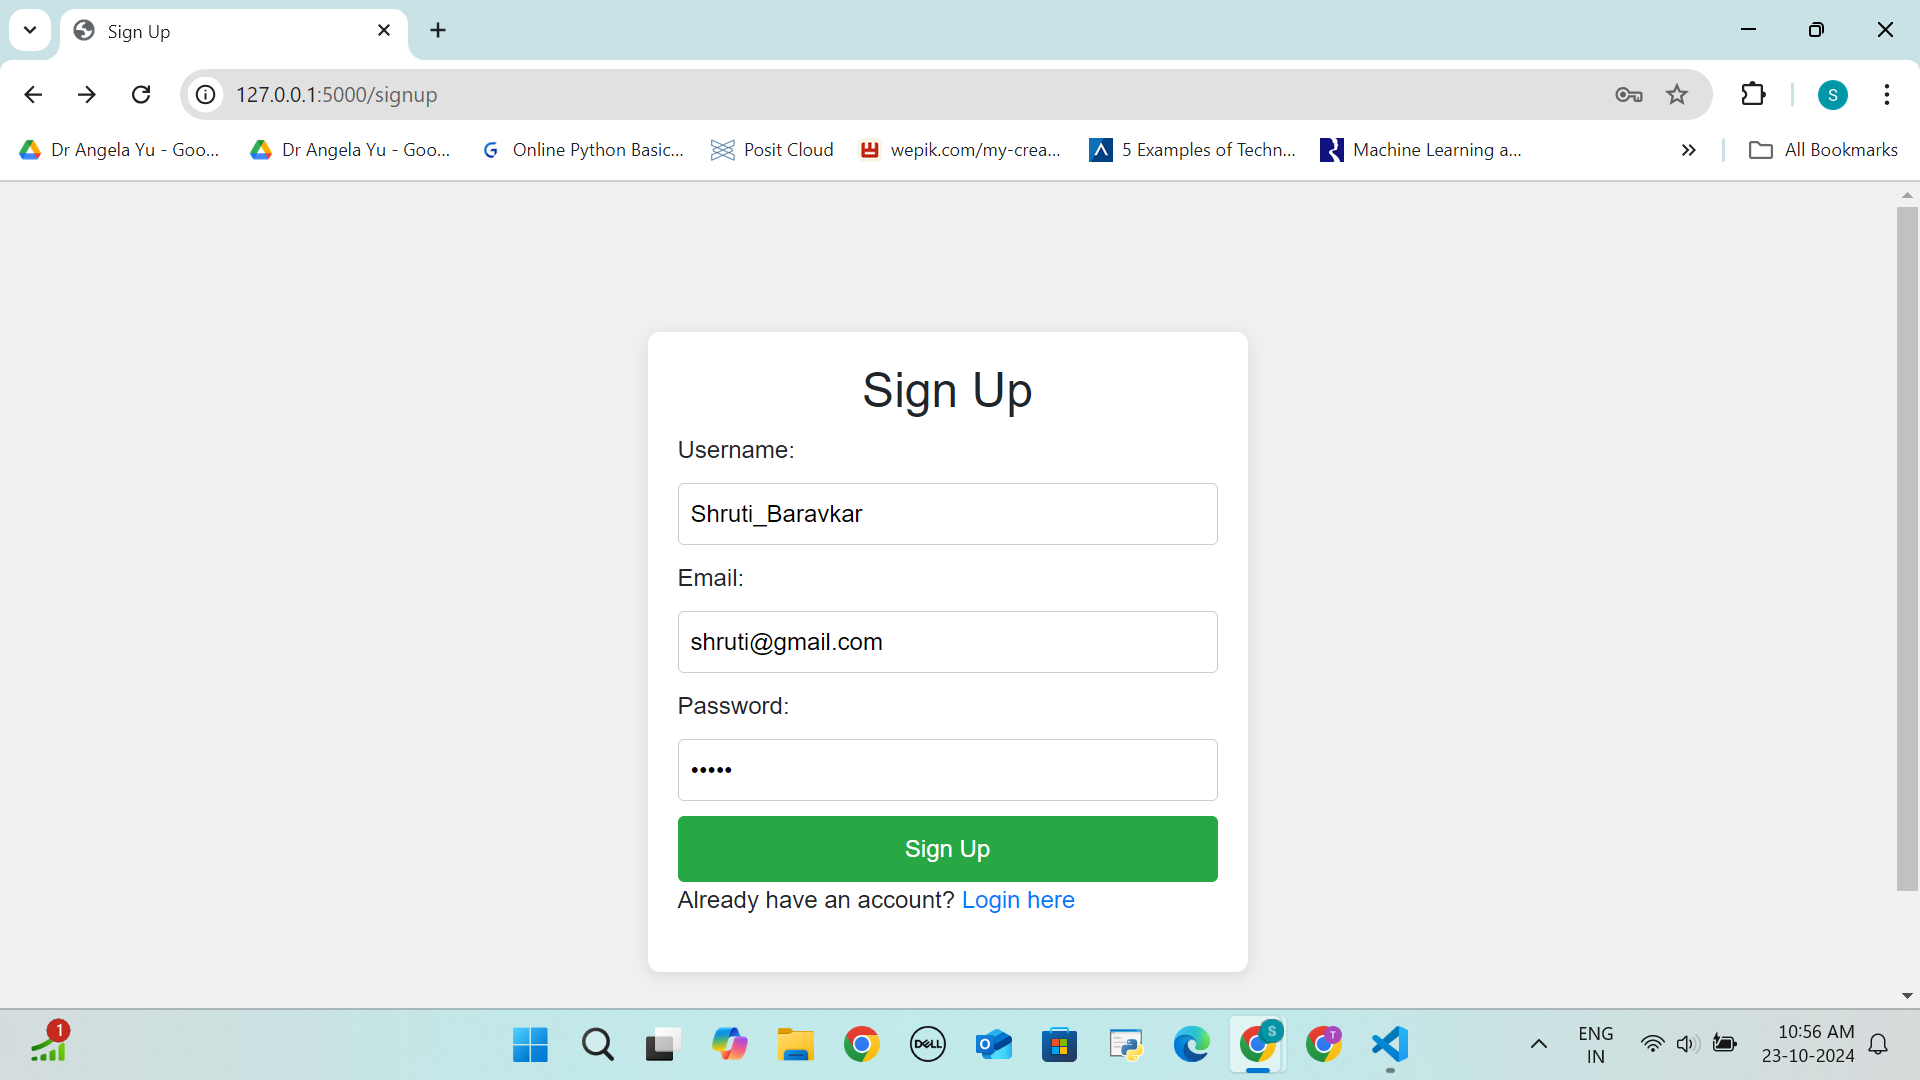 Sign Up
127.0.0.1:5000/signup
S
Dr Angela Yu - Goo...
Dr Angela Yu - Goo...
Online Python Basic...
Posit Cloud
wepik.com/my-crea...
5 Examples of Techn...
Machine Learning a...
All Bookmarks
Sign Up
Username:
Shruti_Baravkar
Email:
shruti@gmail.com
Password:
•••••
Sign Up
Already have an account? Login here
1
DELL
S
T
ENG
IN
10:56 AM
23-10-2024